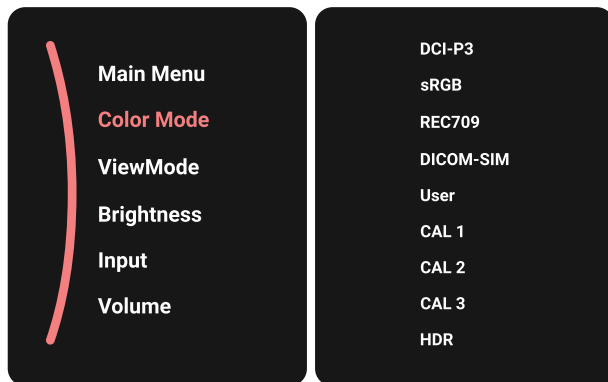 Main Menu
Color Mode
ViewMode
Brightness
Input
Volume
DCI-P3
sRGB
REC709
DICOM-SIM
User
CAL 1
CAL 2
CAL 3
HDR